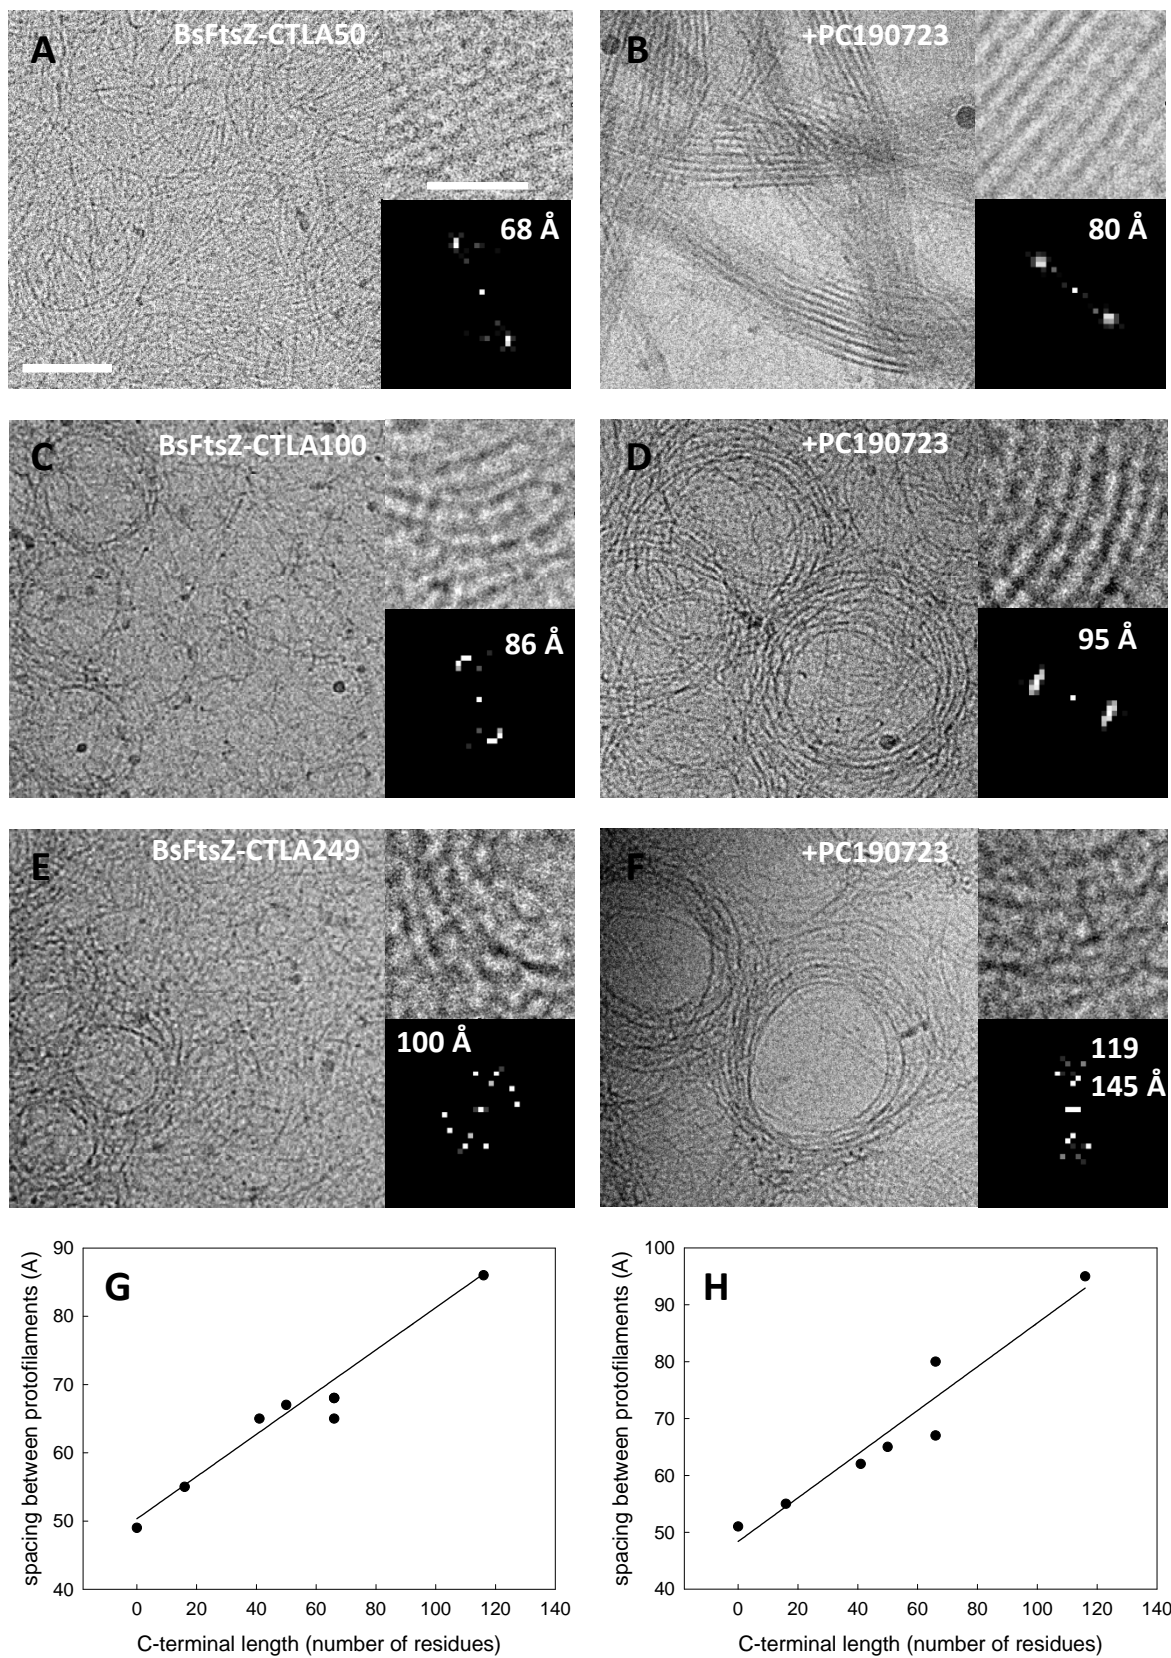 A
BsFtsZ-CTLA50
68 Å
B
+PC190723
80 Å
C
BsFtsZ-CTLA100
86 Å
D
+PC190723
95 Å
E
BsFtsZ-CTLA249
100 Å
F
+PC190723
119
145 Å
G
spacing between protofilaments (A)
90
80
70
60
50
40
0 20 40 60 80 100 120 140
C-terminal length (number of residues)
H
spacing between protofilaments (A)
100
90
80
70
60
50
40
0 20 40 60 80 100 120 140
C-terminal length (number of residues)